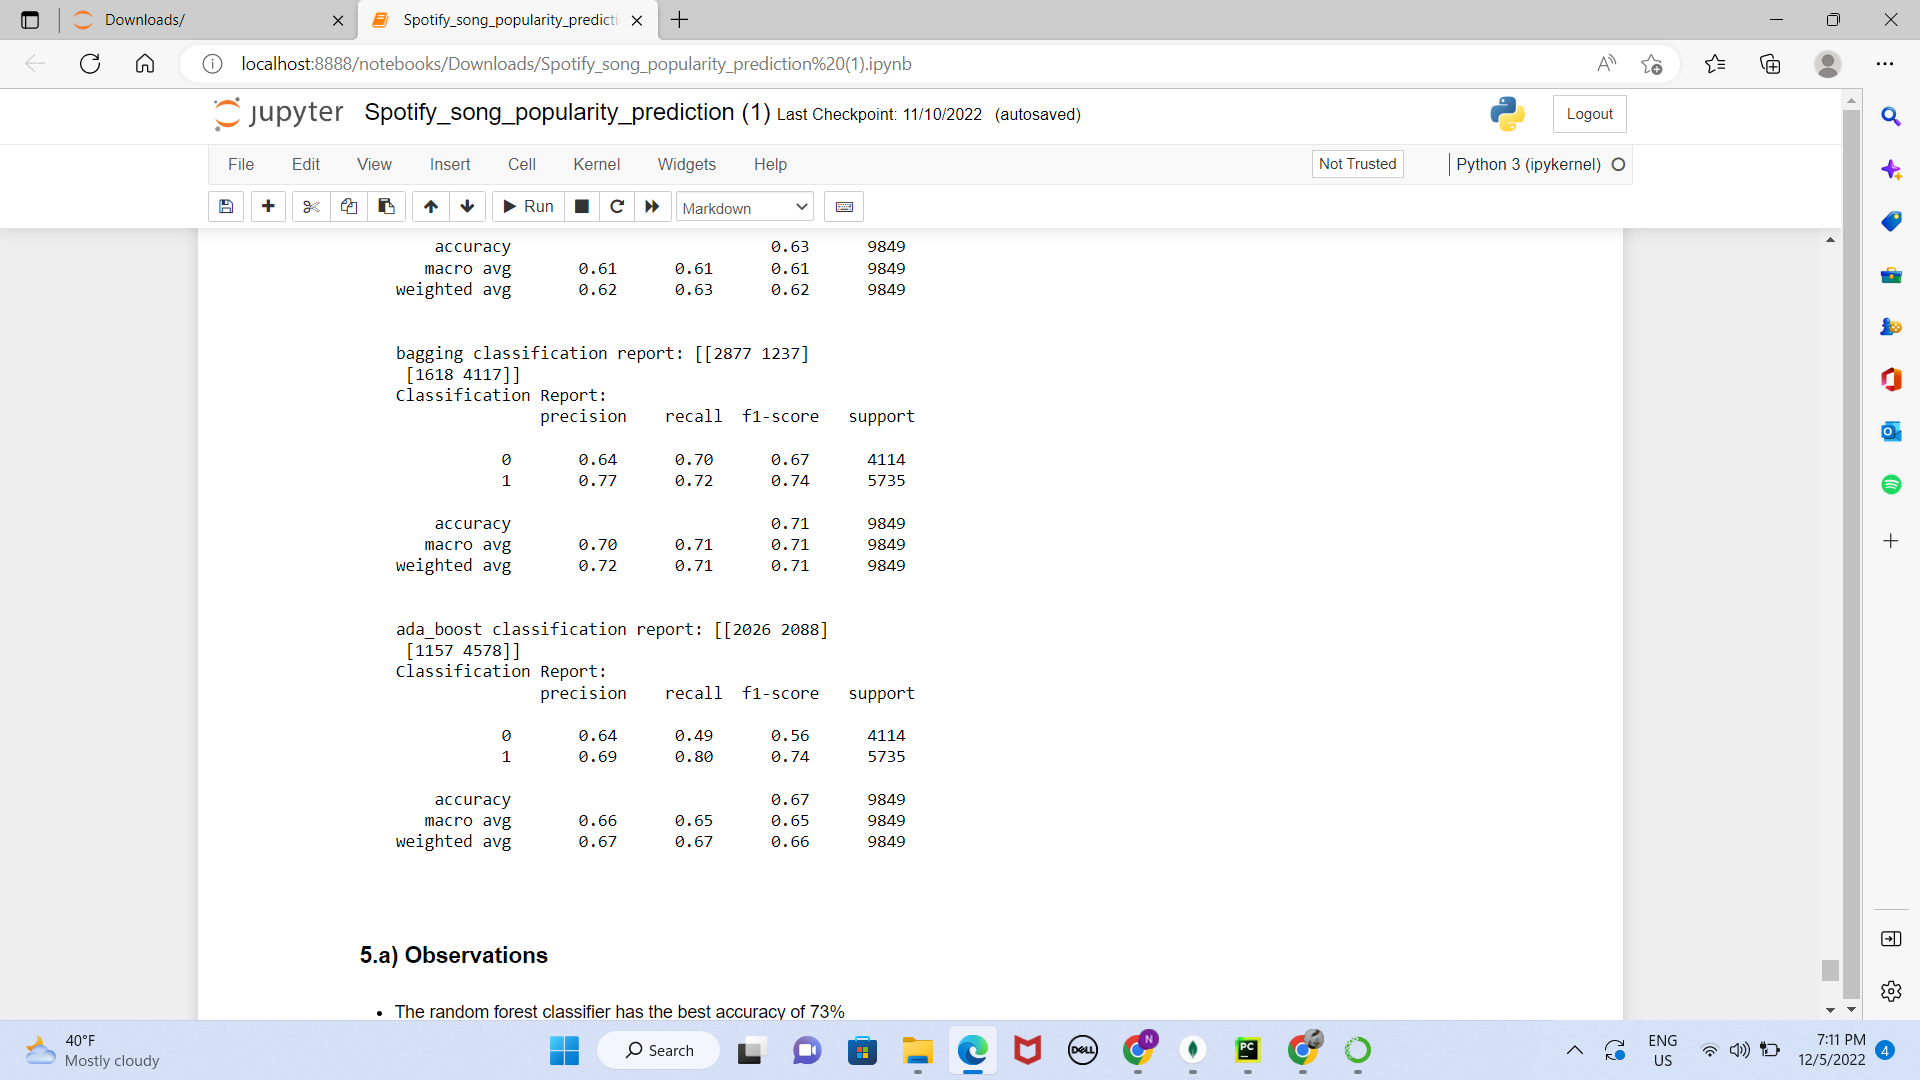 Downloads/
Spotify_song_popularity_predicti
localhost:8888/notebooks/Downloads/Spotify_song_popularity_prediction%20(1).ipynb
jupyter Spotify_song_popularity_prediction (1) Last Checkpoint: 11/10/2022 (autosaved)
Logout
File Edit View Insert Cell Kernel Widgets Help
Not Trusted
Python 3 (ipykernel)
Run
Markdown
accuracy 0.63 9849
macro avg 0.61 0.61 0.61 9849
weighted avg 0.62 0.63 0.62 9849
bagging classification report: [[2877 1237]
[1618 4117]]
Classification Report:
precision recall f1-score support
0 0.64 0.70 0.67 4114
1 0.77 0.72 0.74 5735
accuracy 0.71 9849
macro avg 0.70 0.71 0.71 9849
weighted avg 0.72 0.71 0.71 9849
ada_boost classification report: [[2026 2088]
[1157 4578]]
Classification Report:
precision recall f1-score support
0 0.64 0.49 0.56 4114
1 0.69 0.80 0.74 5735
accuracy 0.67 9849
macro avg 0.66 0.65 0.65 9849
weighted avg 0.67 0.67 0.66 9849
5.a) Observations
• The random forest classifier has the best accuracy of 73%
40°F
Mostly cloudy
Search
DELL
N
PC
ENG
US
7:11 PM
12/5/2022
4